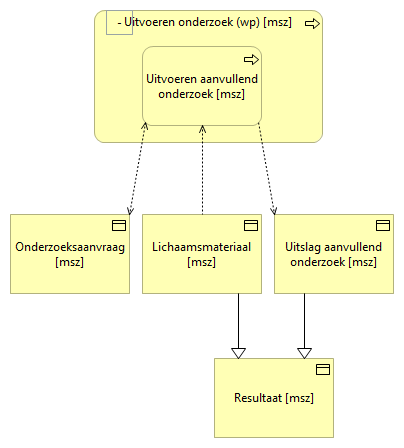 - Uitvoeren onderzoek (wp) [msz]
Uitvoeren aanvullend
onderzoek [msz]
Onderzoeksaanvraag
[msz]
Lichaamsmateriaal
[msz]
Uitslag aanvullend
onderzoek [msz]
Resultaat [msz]